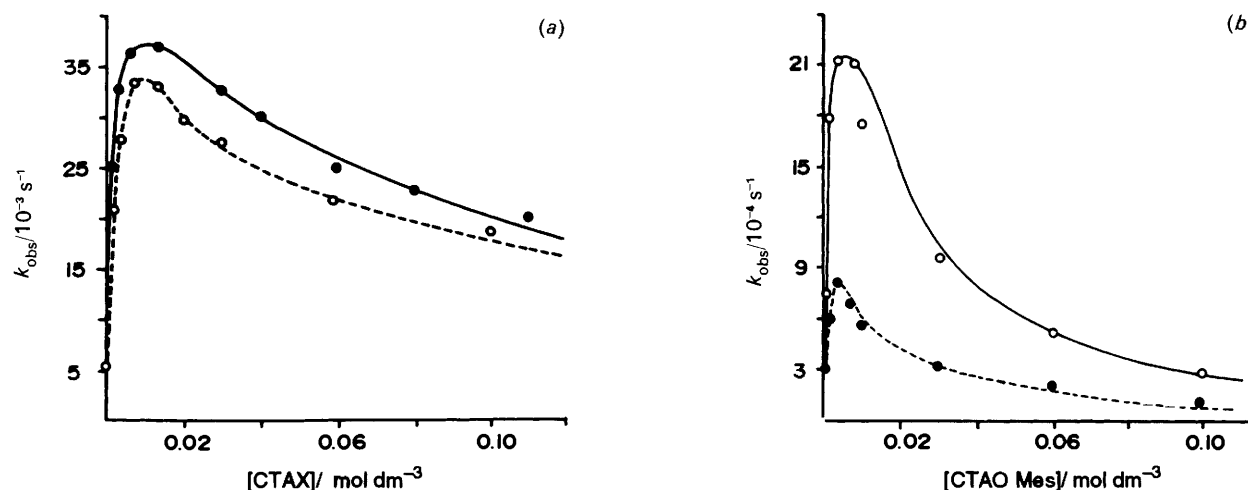 (a)
k_obs/10⁻³ s⁻¹
35
25
15
5
0.02
0.06
0.10
[CTAX]/ mol dm⁻³
(b
k_obs/10⁻⁴ s⁻¹
21
15
9
3
0.02
0.06
0.10
[CTAO Mes]/ mol dm⁻³